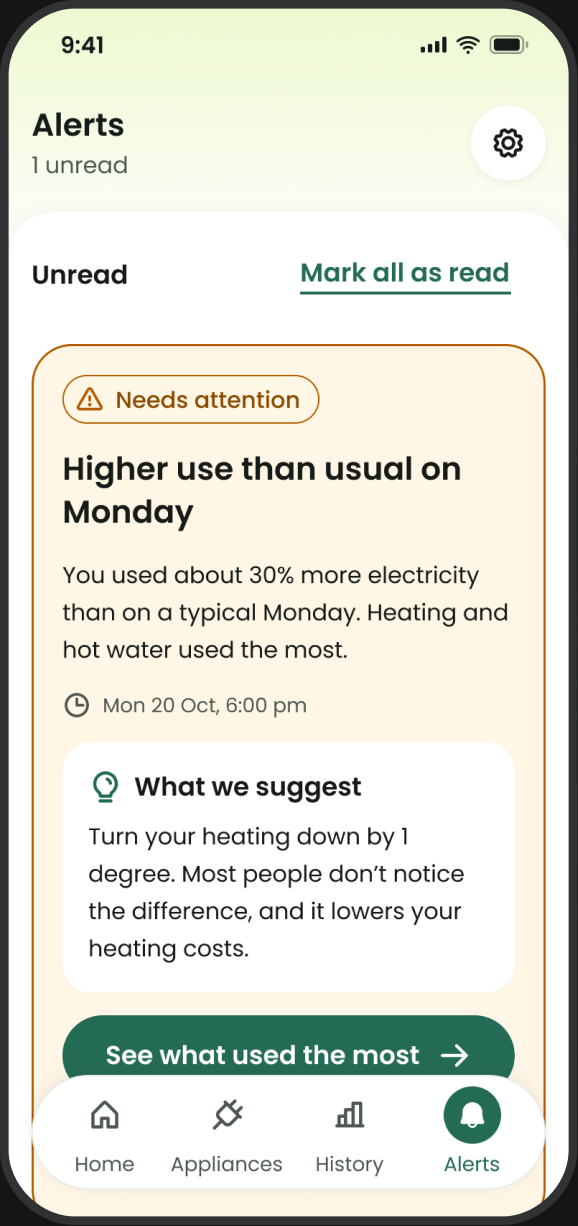 9:41
Alerts
1 unread
Unread
Mark all as read
Needs attention
Higher use than usual on
Monday
You used about 30% more electricity
than on a typical Monday. Heating and
hot water used the most.
Mon 20 Oct, 6:00 pm
What we suggest
Turn your heating down by 1
degree. Most people don’t notice
the difference, and it lowers your
heating costs.
See what used the most
Home
Appliances
History
Alerts